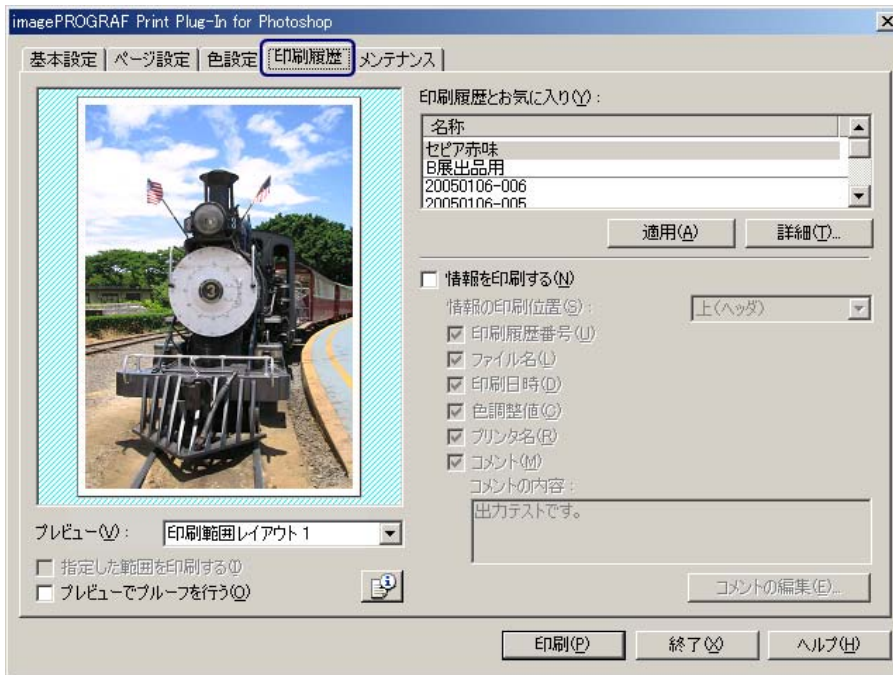 imagePROGRAF Print Plug-In for Photoshop
基本設定 ページ設定 色設定 印刷履歴 メンテナンス
印刷履歴とお気に入り(Y):
名称
セピア赤味
B展出品用
20050106-006
20050106-005
適用(A) 詳細(T)...
情報を印刷する(N)
情報の印刷位置(S): 上(ヘッダ)
印刷履歴番号(U)
ファイル名(L)
印刷日時(D)
色調整値(C)
プリンタ名(R)
コメント(M)
コメントの内容:
出力テストです。
コメントの編集(E)...
3
プレビュー(V): 印刷範囲レイアウト 1
指定した範囲を印刷する(I)
プレビューでプルーフを行う(O)
印刷(P) 終了(X) ヘルプ(H)